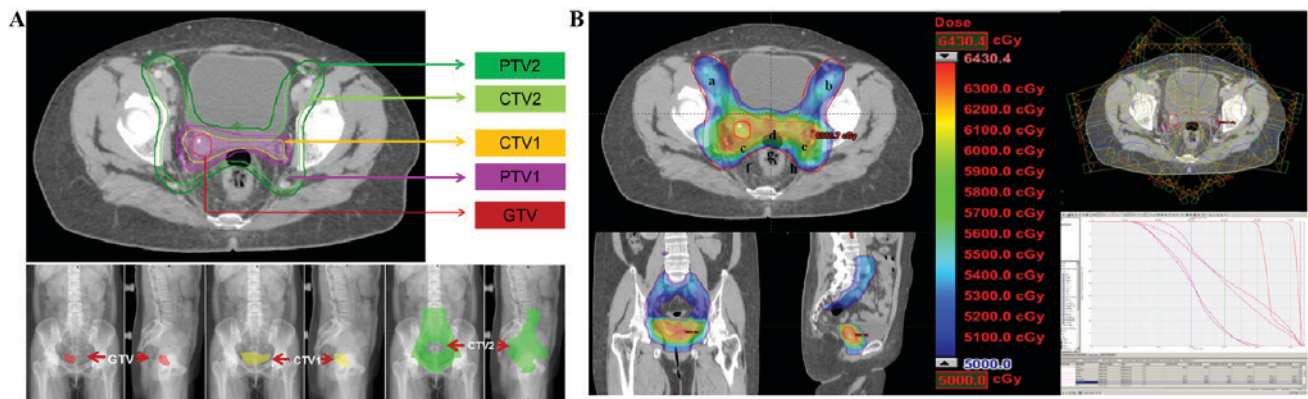 A
PTV2
CTV2
CTV1
PTV1
GTV
GTV
CTV1
CTV2
B
a
b
c
d
e
f
g
h
Dose
6430.4 cGy
6430.4
6300.0 cGy
6200.0 cGy
6100.0 cGy
6000.0 cGy
5900.0 cGy
5800.0 cGy
5700.0 cGy
5600.0 cGy
5500.0 cGy
5400.0 cGy
5300.0 cGy
5200.0 cGy
5100.0 cGy
5000.0
5000.0 cGy